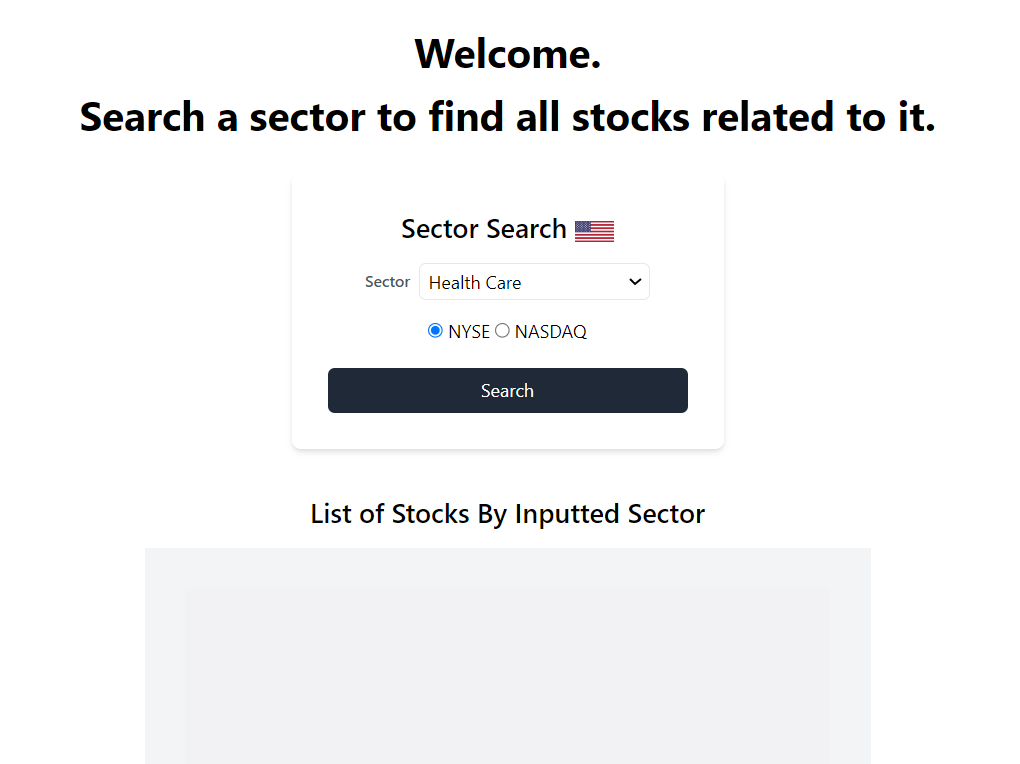 Welcome.
Search a sector to find all stocks related to it.
Sector Search
Sector Health Care
NYSE NASDAQ
Search
List of Stocks By Inputted Sector